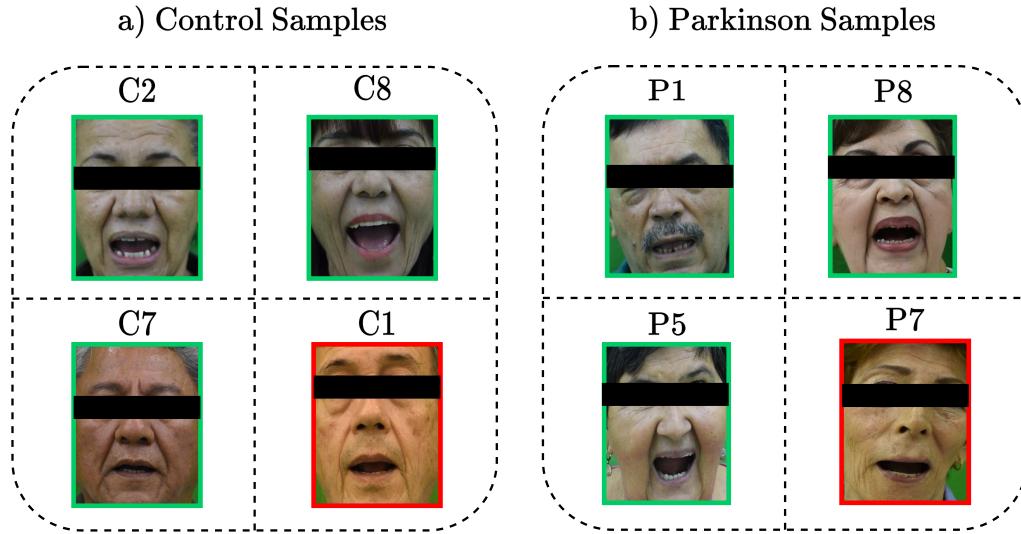 a) Control Samples
b) Parkinson Samples
C2
C8
P1
P8
C7
C1
P5
P7